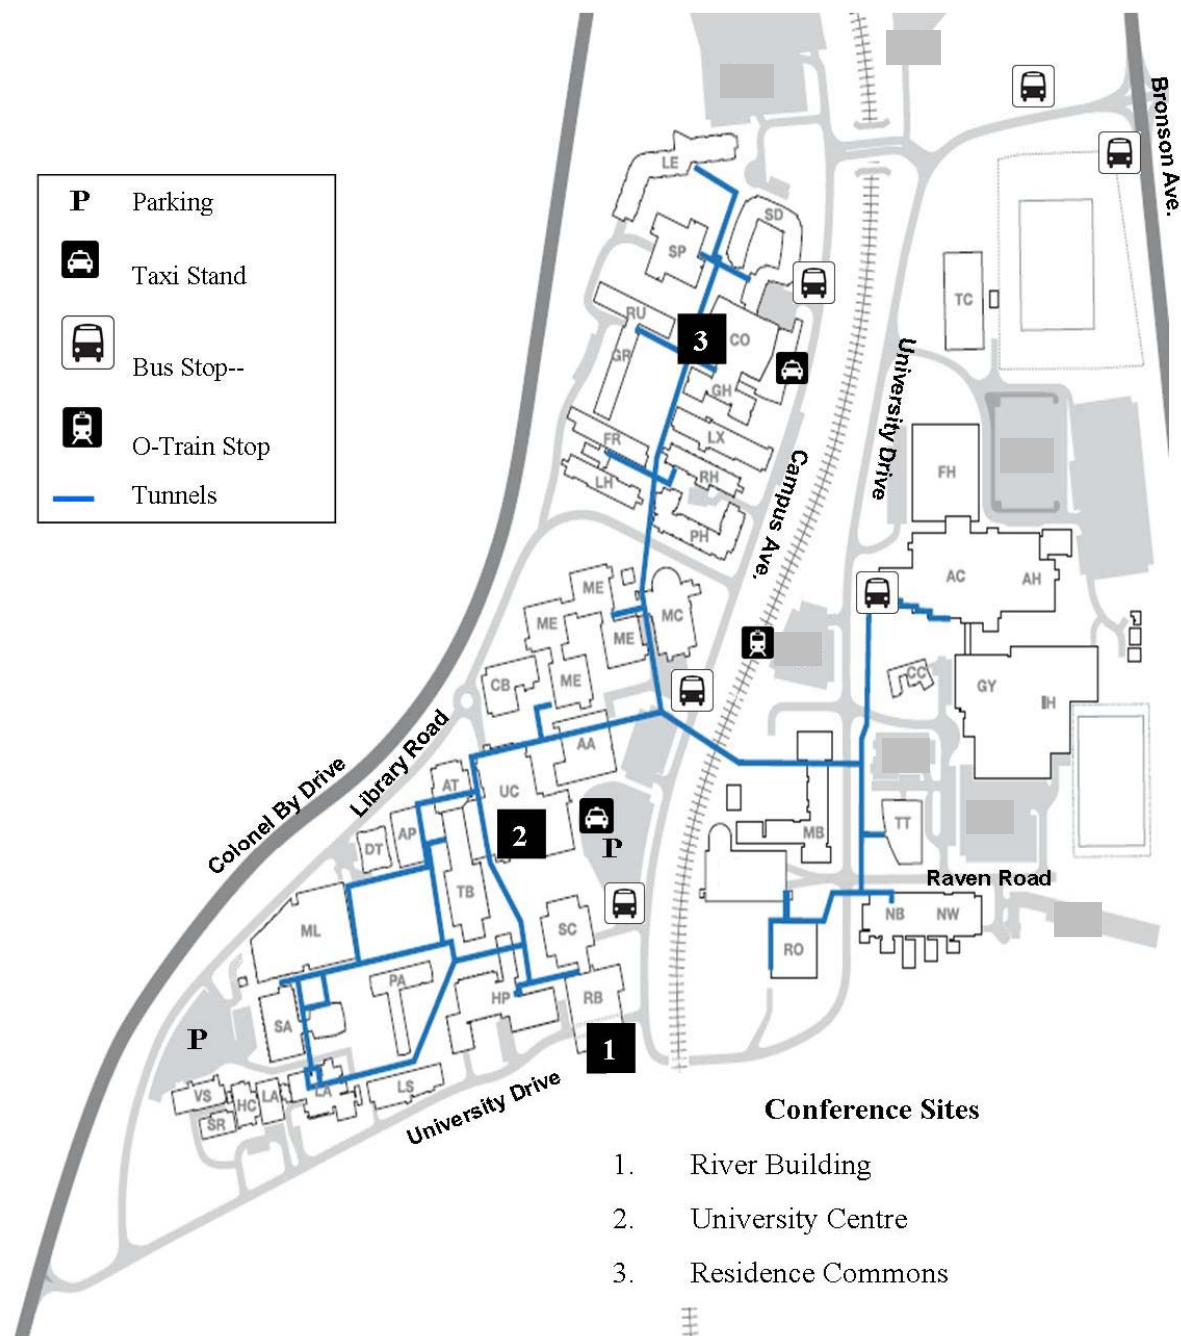 Bronson Ave.
LE
SD
SP
P Parking
Taxi Stand
Bus Stop--
O-Train Stop
Tunnels
TC
RU
3
CO
GR
GH
University Drive
FR
LX
LH
RH
PH
Campus Ave.
FH
AC
AH
ME
ME
ME
MC
ME
CB
CC
GY
IH
AA
Library Road
Colonel By Drive
AT
UC
2
AP
DT
P
MB
TT
TB
Raven Road
ML
SC
NB
NW
RO
PA
HP
RB
SA
P
1
VS
HC
LA
LA
LS
SR
University Drive
Conference Sites
1. River Building
2. University Centre
3. Residence Commons